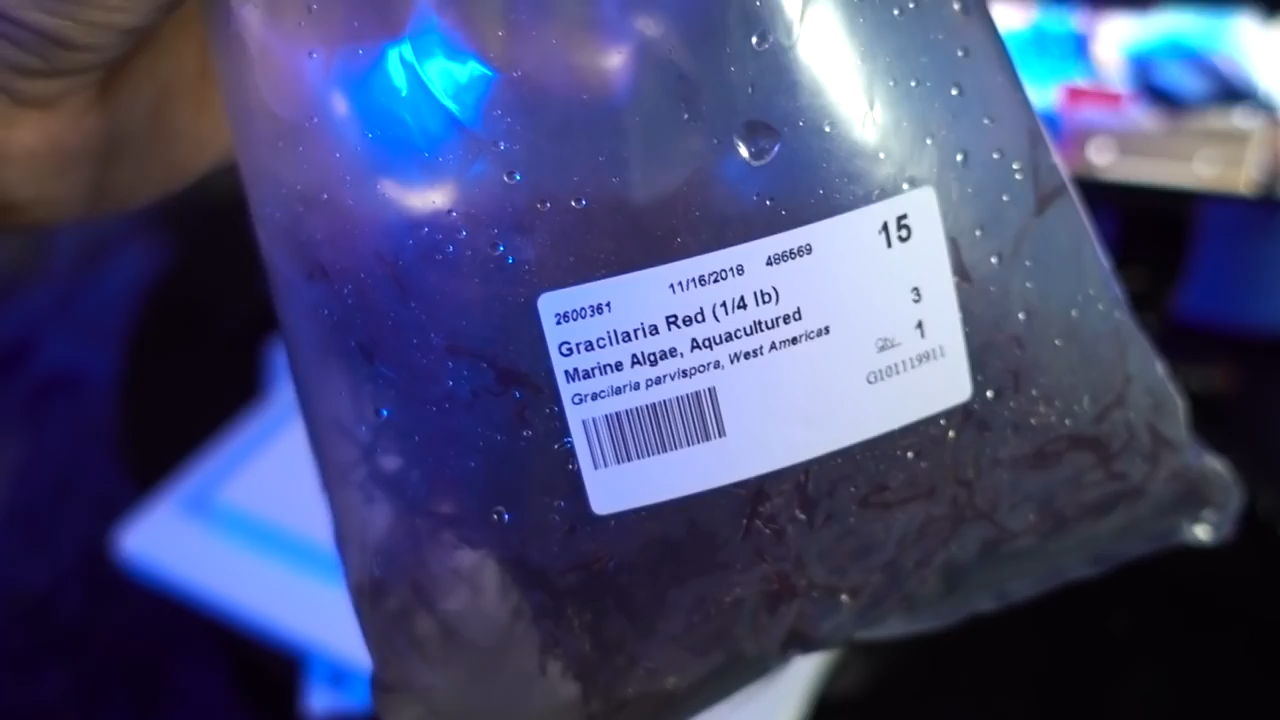 2600361 11/16/2018 486569 15
Gracilaria Red (1/4 lb)
Marine Algae, Aquacultured 3
Gracilaria parvispora, West Americas Qty 1
G101119911